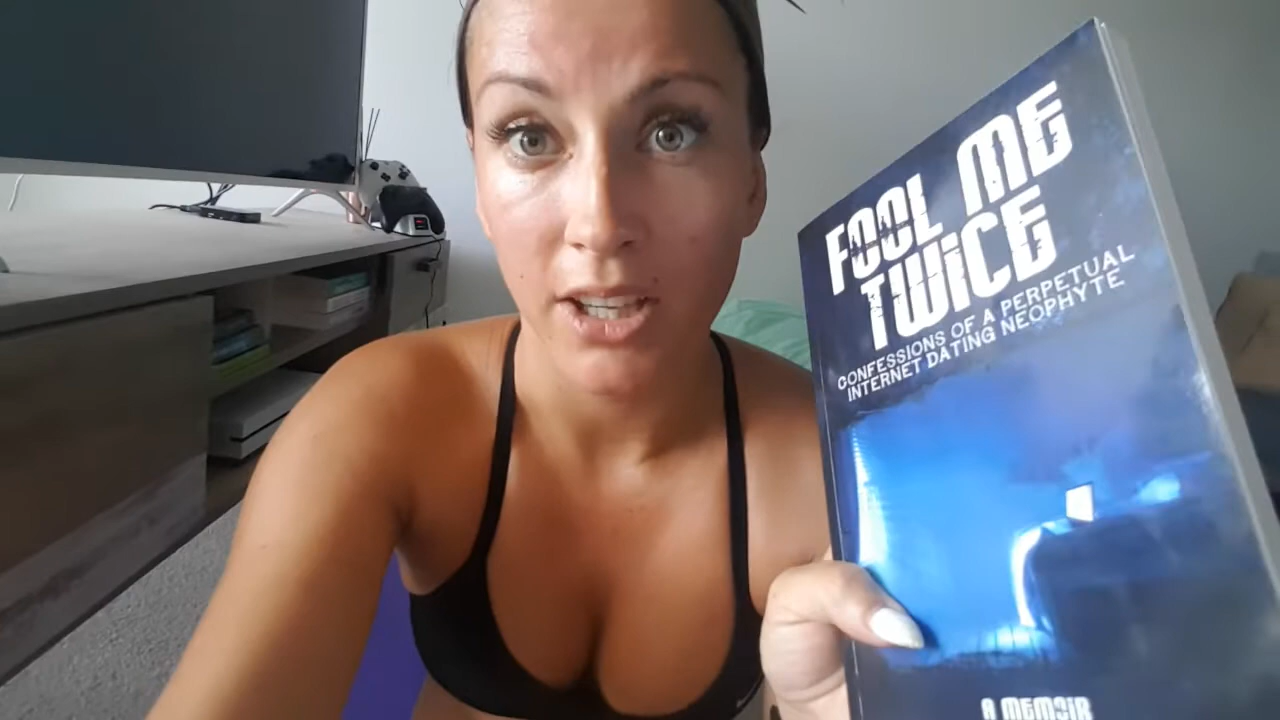 FOOL ME
TWiCE
CONFESSIONS OF A PERPETUAL
INTERNET DATING NEOPHYTE
A MEMOIR